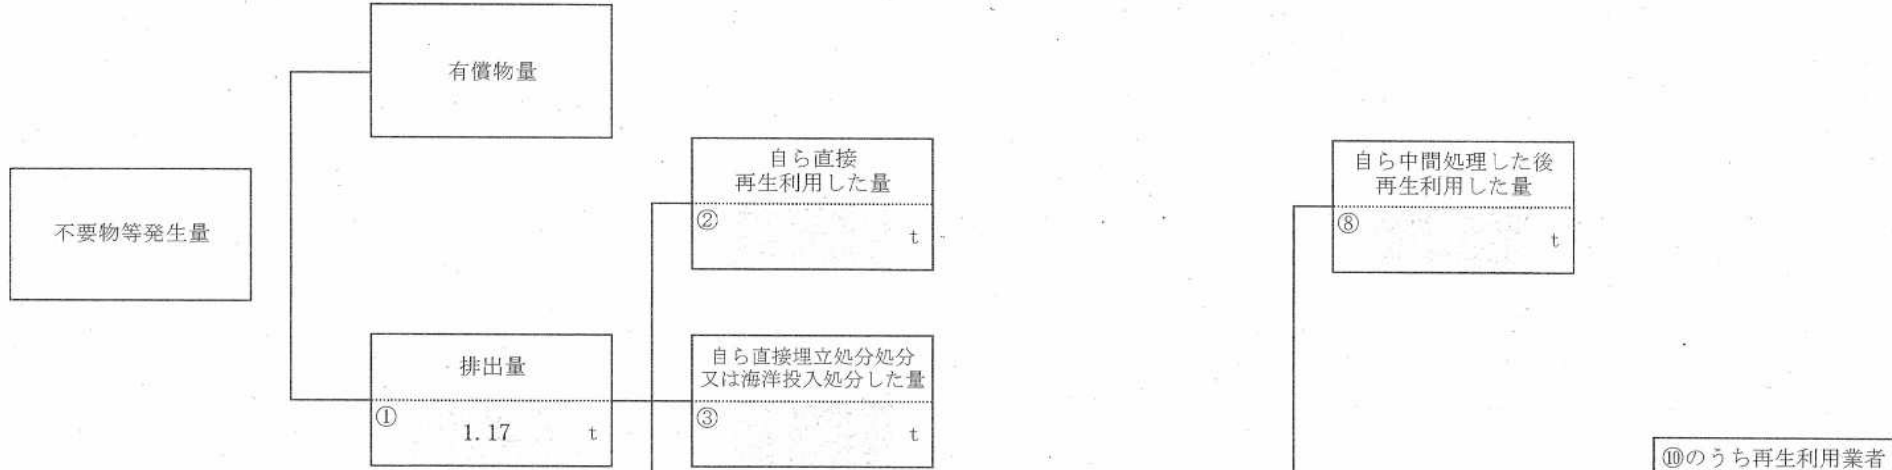 有償物量
自ら直接
再生利用した量
②
t
自ら中間処理した後
再生利用した量
⑧
t
不要物等発生量
排出量
①
1.17 t
自ら直接埋立処分処分
又は海洋投入処分した量
③
t
⑩のうち再生利用業者